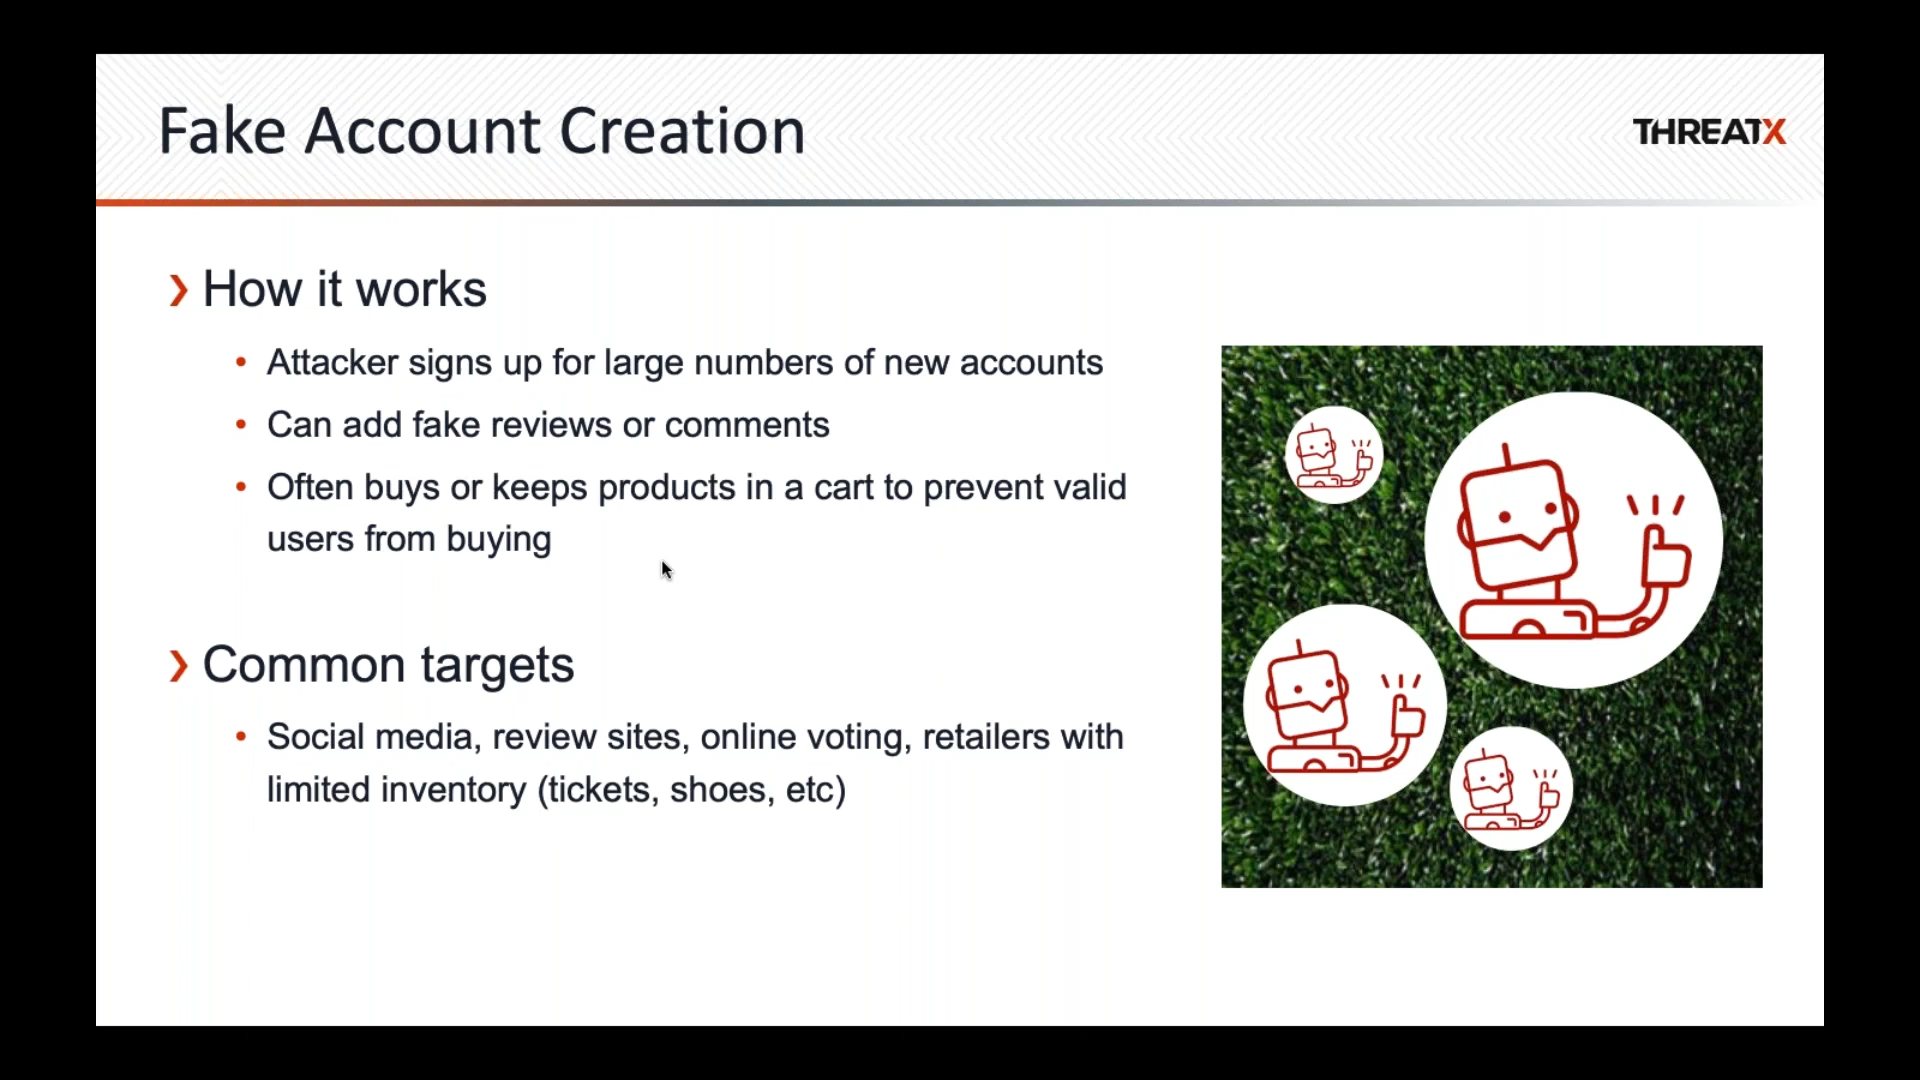 Fake Account Creation
THREATX
How it works
Attacker signs up for large numbers of new accounts
Can add fake reviews or comments
Often buys or keeps products in a cart to prevent valid
users from buying
Common targets
Social media, review sites, online voting, retailers with
limited inventory (tickets, shoes, etc)